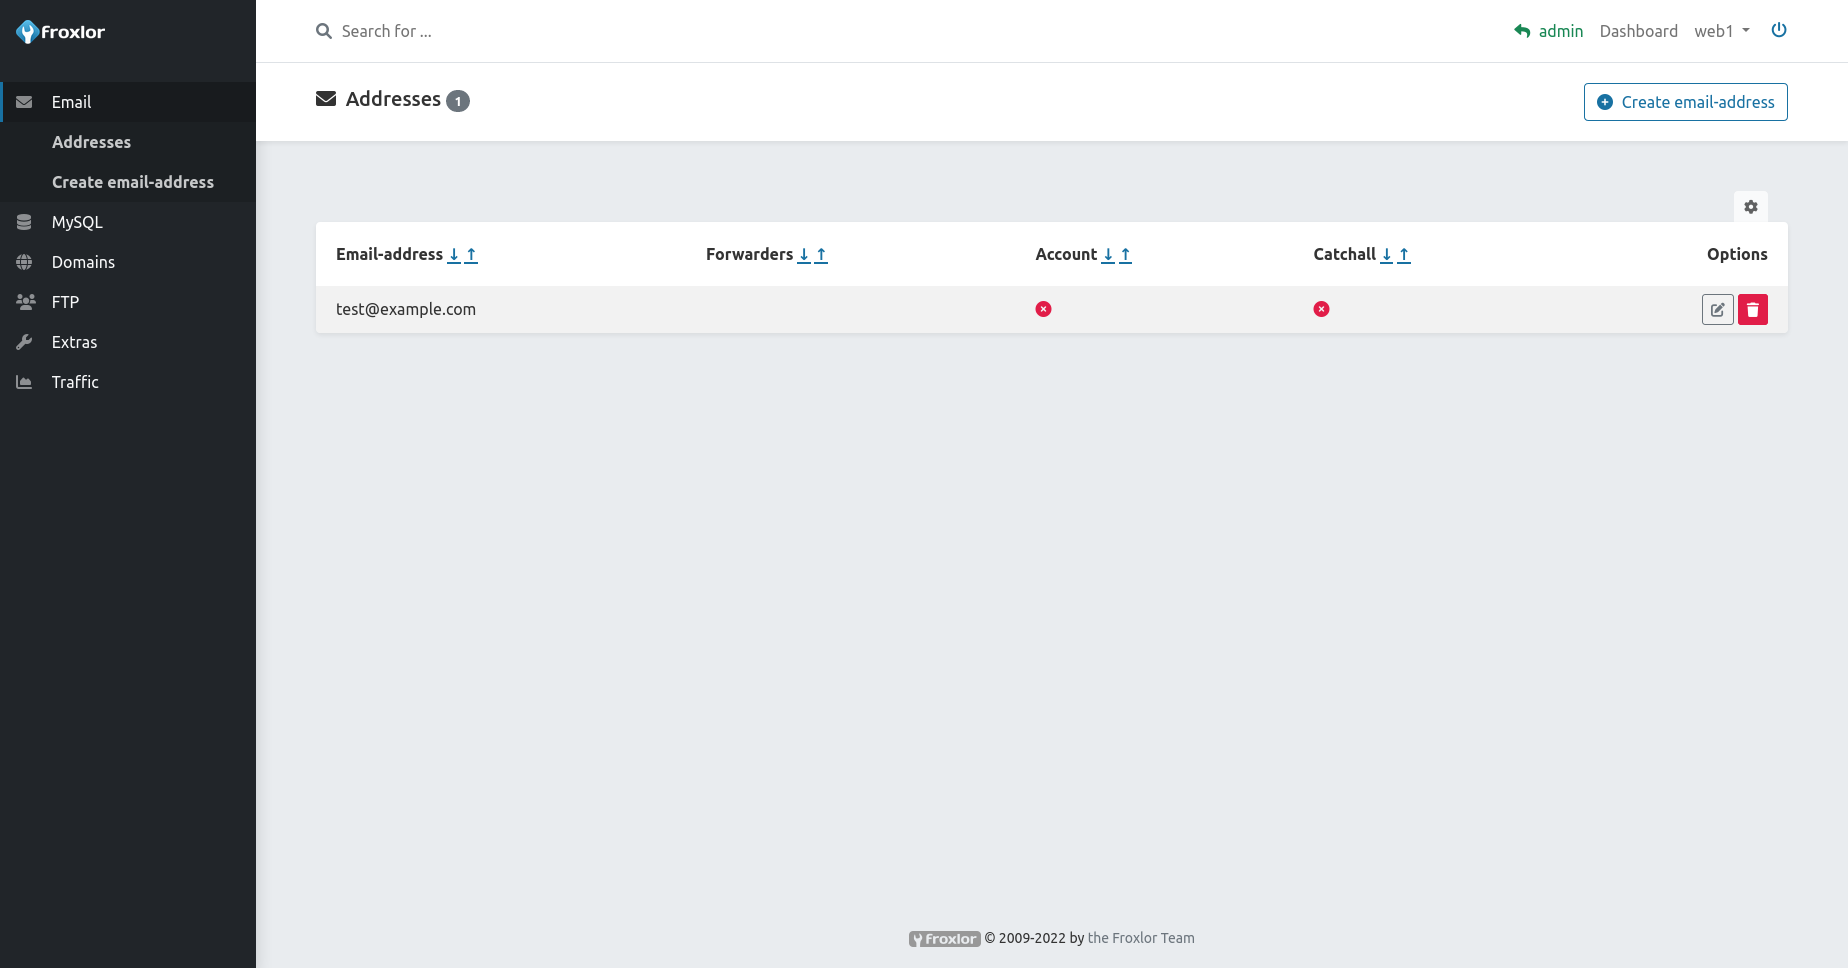 froxlor
Search for ...
admin Dashboard web1
Email
Addresses
Create email-address
MySQL
Domains
FTP
Extras
Traffic
Addresses 1
Create email-address
Email-address Forwarders Account Catchall Options
test@example.com
froxlor © 2009-2022 by the Froxlor Team